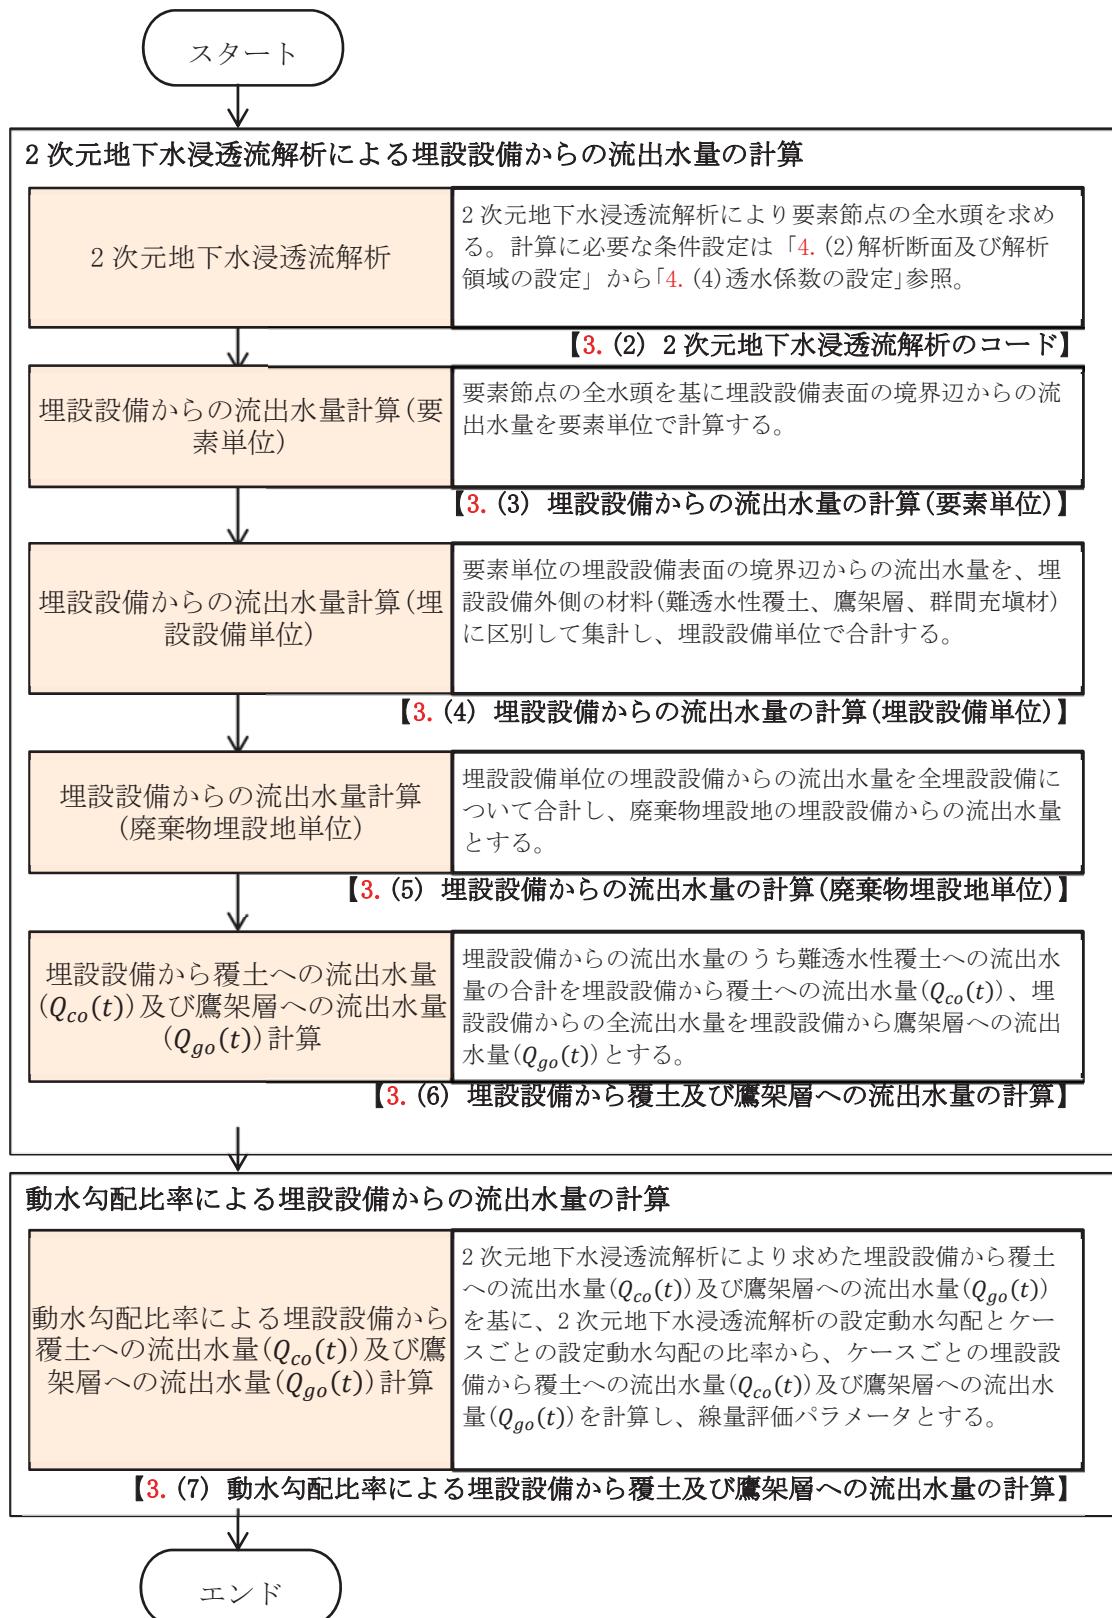 スタート
2次元地下水浸透流解析による埋設設備からの流出水量の計算
2次元地下水浸透流解析
2次元地下水浸透流解析により要素節点の全水頭を求め
る。計算に必要な条件設定は「4.(2)解析断面及び解析
領域の設定」から「4.(4)透水係数の設定」参照。
【3.(2) 2次元地下水浸透流解析のコード】
埋設設備からの流出水量計算(要
素単位)
要素節点の全水頭を基に埋設設備表面の境界辺からの流
出水量を要素単位で計算する。
【3.(3) 埋設設備からの流出水量の計算(要素単位)】
埋設設備からの流出水量計算(埋
設設備単位)
要素単位の埋設設備表面の境界辺からの流出水量を、埋
設設備外側の材料(難透水性覆土、鷹架層、群間充塡材)
に区別して集計し、埋設設備単位で合計する。
【3.(4) 埋設設備からの流出水量の計算(埋設設備単位)】
埋設設備からの流出水量計算
(廃棄物埋設地単位)
埋設設備単位の埋設設備からの流出水量を全埋設設備に
ついて合計し、廃棄物埋設地の埋設設備からの流出水量
とする。
【3.(5) 埋設設備からの流出水量の計算(廃棄物埋設地単位)】
埋設設備から覆土への流出水量
(Qco(t))及び鷹架層への流出水量
(Qgo(t))計算
埋設設備からの流出水量のうち難透水性覆土への流出水
量の合計を埋設設備から覆土への流出水量(Qco(t))、埋
設設備からの全流出水量を埋設設備から鷹架層への流出
水量(Qgo(t))とする。
【3.(6) 埋設設備から覆土及び鷹架層への流出水量の計算】
動水勾配比率による埋設設備からの流出水量の計算
動水勾配比率による埋設設備から
覆土への流出水量(Qco(t))及び鷹
架層への流出水量(Qgo(t))計算
2次元地下水浸透流解析により求めた埋設設備から覆土
への流出水量(Qco(t))及び鷹架層への流出水量(Qgo(t))
を基に、2次元地下水浸透流解析の設定動水勾配とケー
スごとの設定動水勾配の比率から、ケースごとの埋設設
備から覆土への流出水量(Qco(t))及び鷹架層への流出水
量(Qgo(t))を計算し、線量評価パラメータとする。
【3.(7) 動水勾配比率による埋設設備から覆土及び鷹架層への流出水量の計算】
エンド